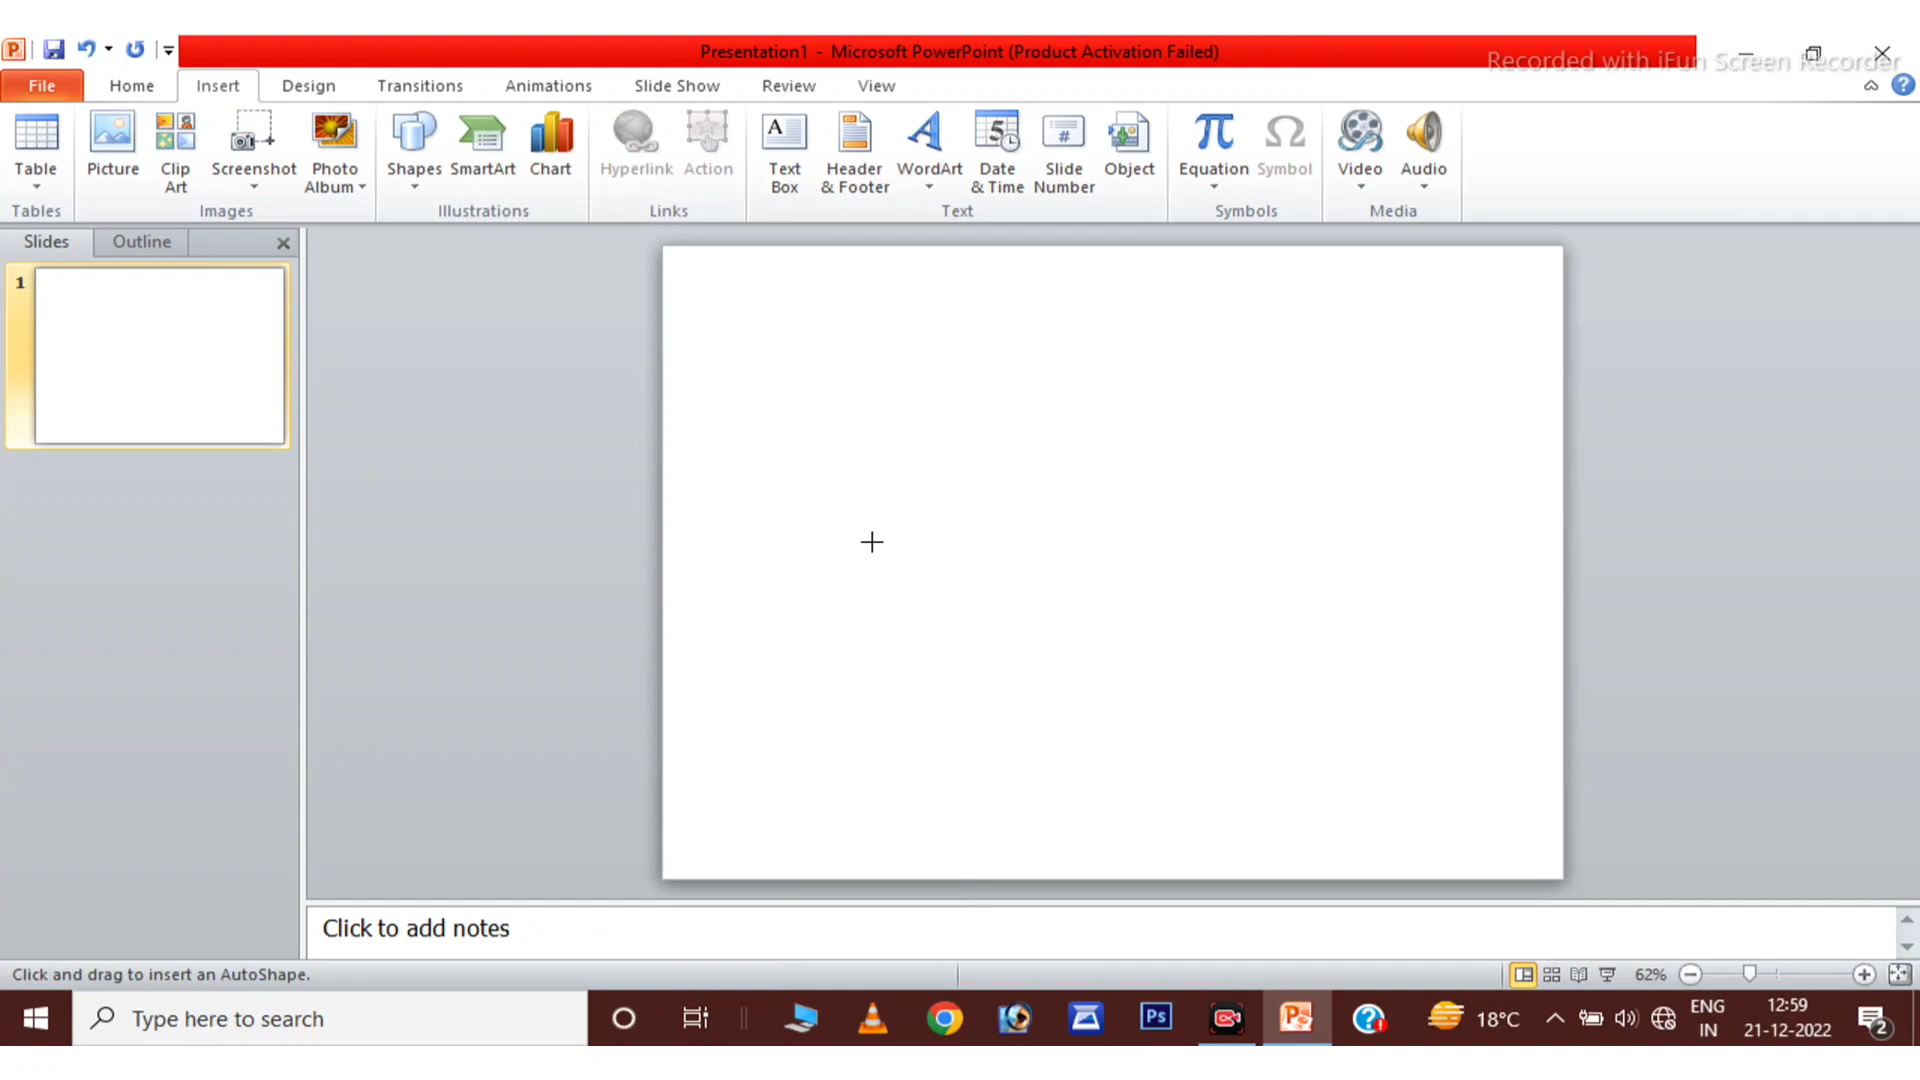 Presentation1 - Microsoft PowerPoint (Product Activation Failed)
Recorded with iFun Screen Recorder
File Home Insert Design Transitions Animations Slide Show Review View
Table Picture Clip Art Screenshot Photo Album Shapes SmartArt Chart Hyperlink Action Text Box Header & Footer WordArt Date & Time Slide Number Object Equation Symbol Video Audio
Tables Images Illustrations Links Text Symbols Media
Slides Outline
1
Click to add notes
Click and drag to insert an AutoShape. 62%
Type here to search Ps 18°C ENG 12:59
IN 21-12-2022 2